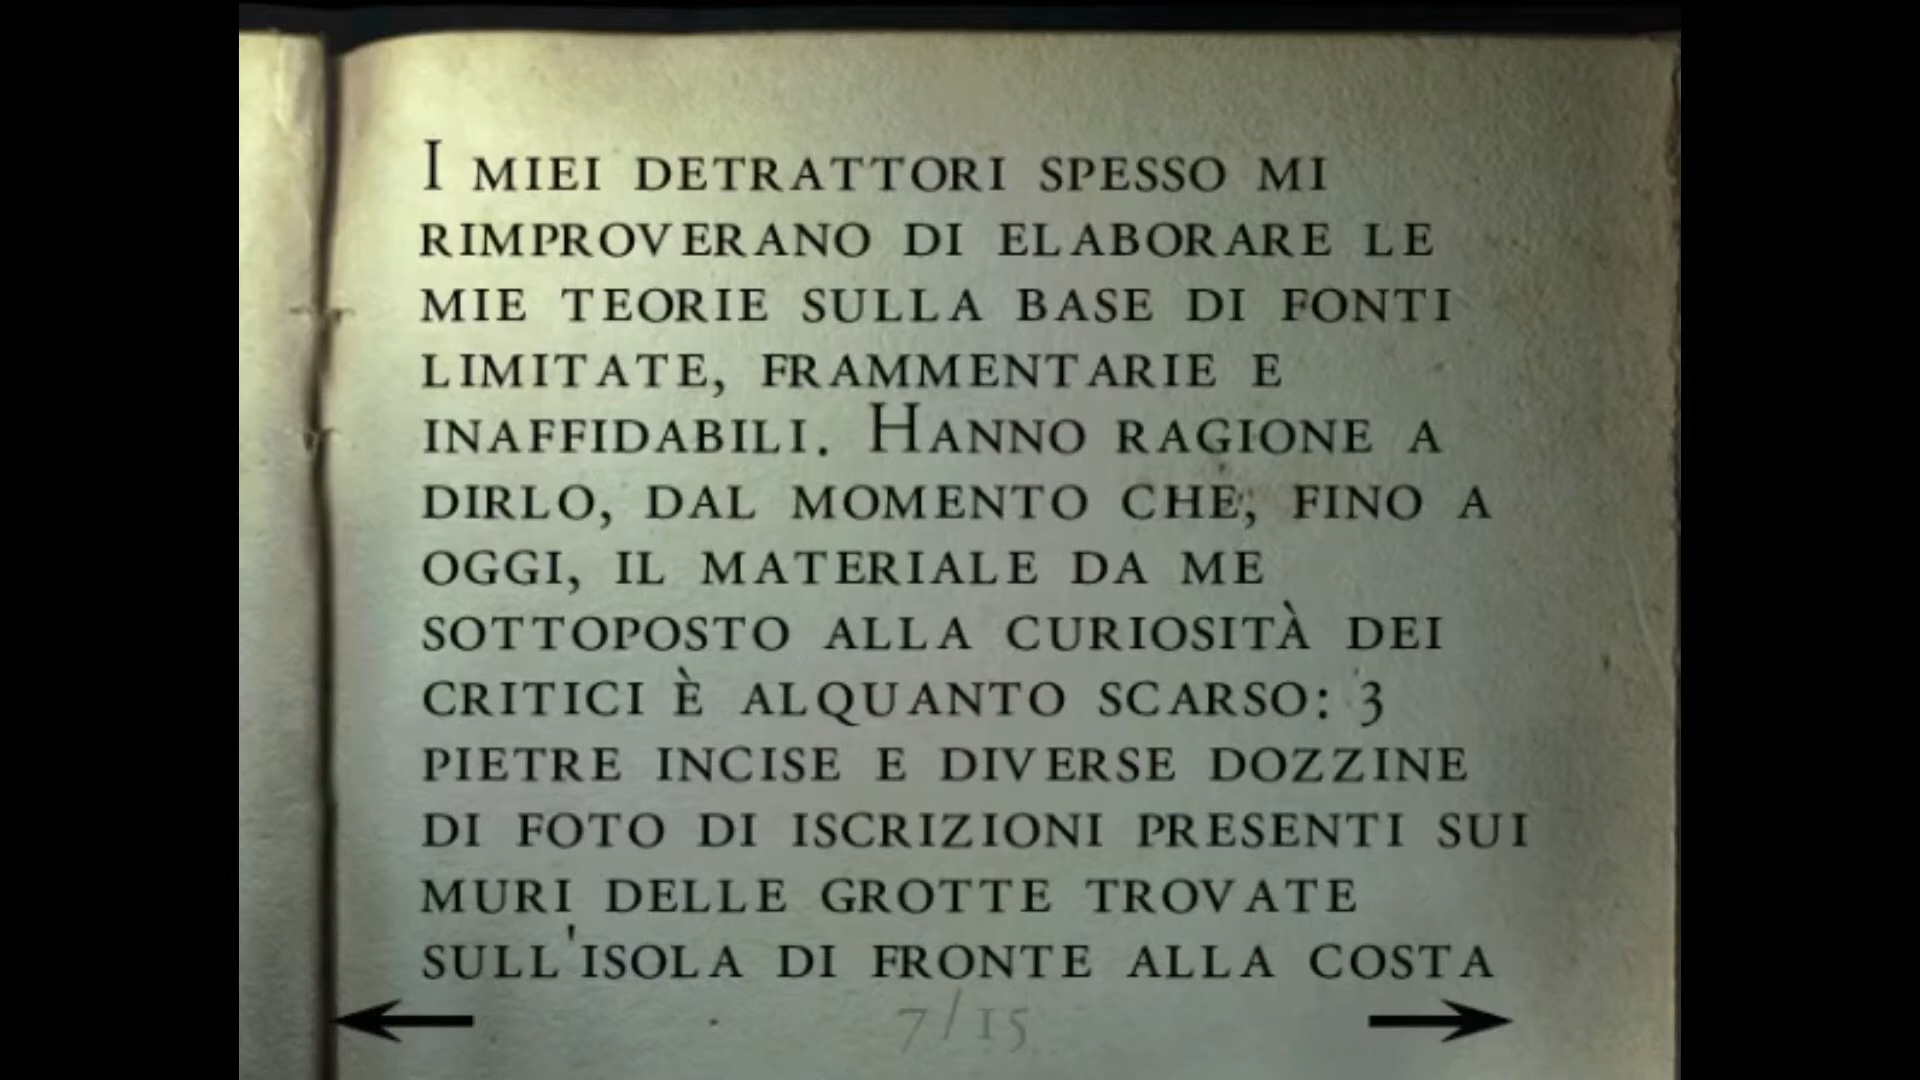 I MIEI DETRATTORI SPESSO MI
RIMPROVERANO DI ELABORARE LE
MIE TEORIE SULLA BASE DI FONTI
LIMITATE, FRAMMENTARIE E
INAFFIDABILI. HANNO RAGIONE A
DIRLO, DAL MOMENTO CHE, FINO A
OGGI, IL MATERIALE DA ME
SOTTOPOSTO ALLA CURIOSITÀ DEI
CRITICI È ALQUANTO SCARSO: 3
PIETRE INCISE E DIVERSE DOZZINE
DI FOTO DI ISCRIZIONI PRESENTI SUI
MURI DELLE GROTTE TROVATE
SULL'ISOLA DI FRONTE ALLA COSTA
7/15